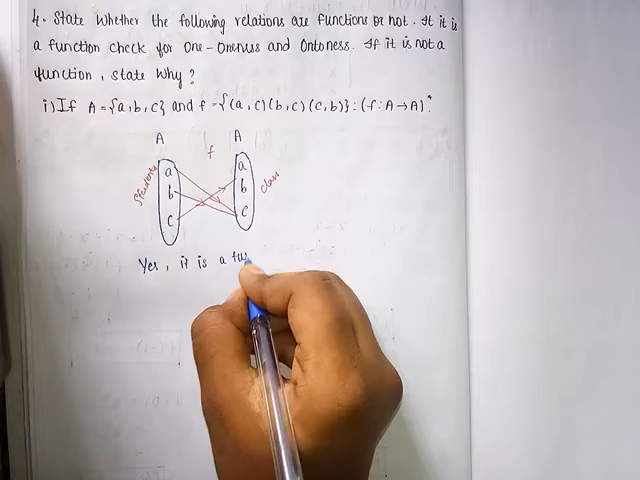 4. State Whether the following relations are functions or not. If it is
a function check for One-Oneness and Ontoness. If it is not a
function, state Why?
i) If A = {a, b, c} and f = {(a, c)(b, c)(c, b)} : (f : A → A).
A f A
Students a b c
a b c class
Yes, it is a fu